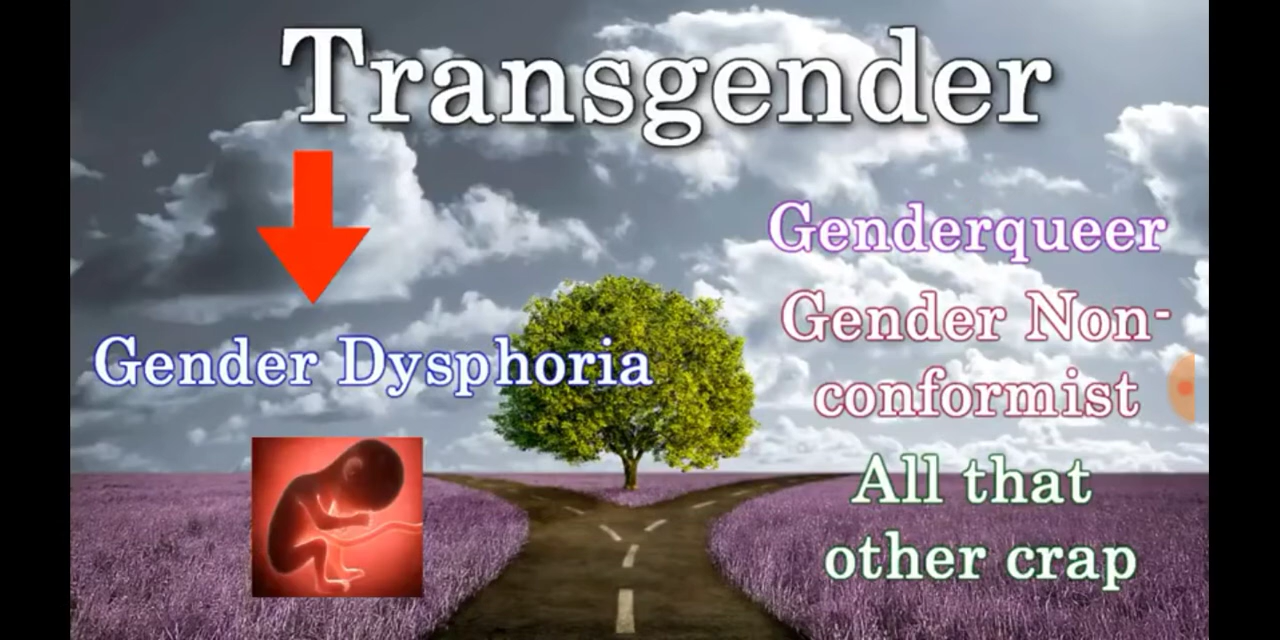 Transgender
Gender Dysphoria
Genderqueer
Gender Non-
conformist
All that
other crap